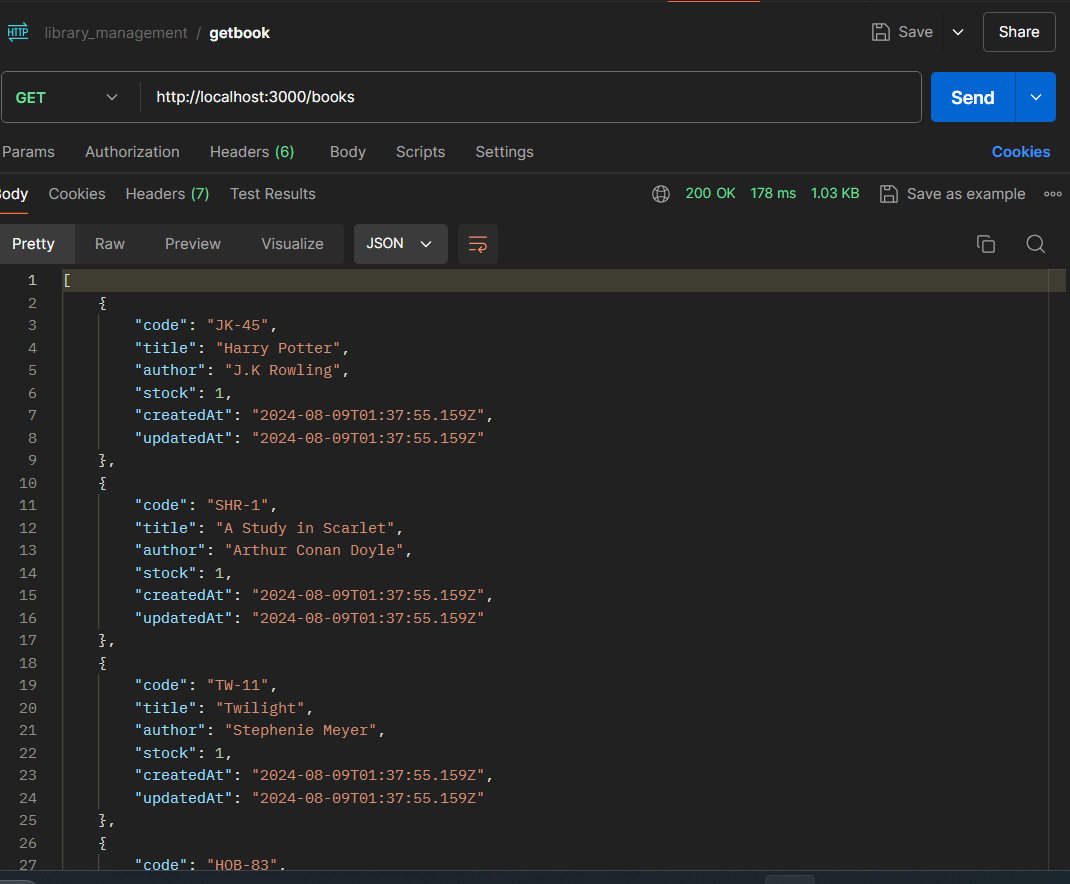 HTTP library_management / getbook Save Share
GET http://localhost:3000/books Send
Params Authorization Headers (6) Body Scripts Settings Cookies
Body Cookies Headers (7) Test Results 200 OK 178 ms 1.03 KB Save as example
Pretty Raw Preview Visualize JSON
1 [
2 {
3 "code": "JK-45",
4 "title": "Harry Potter",
5 "author": "J.K Rowling",
6 "stock": 1,
7 "createdAt": "2024-08-09T01:37:55.159Z",
8 "updatedAt": "2024-08-09T01:37:55.159Z"
9 },
10 {
11 "code": "SHR-1",
12 "title": "A Study in Scarlet",
13 "author": "Arthur Conan Doyle",
14 "stock": 1,
15 "createdAt": "2024-08-09T01:37:55.159Z",
16 "updatedAt": "2024-08-09T01:37:55.159Z"
17 },
18 {
19 "code": "TW-11",
20 "title": "Twilight",
21 "author": "Stephenie Meyer",
22 "stock": 1,
23 "createdAt": "2024-08-09T01:37:55.159Z",
24 "updatedAt": "2024-08-09T01:37:55.159Z"
25 },
26 {
27 "code": "HOB-83",